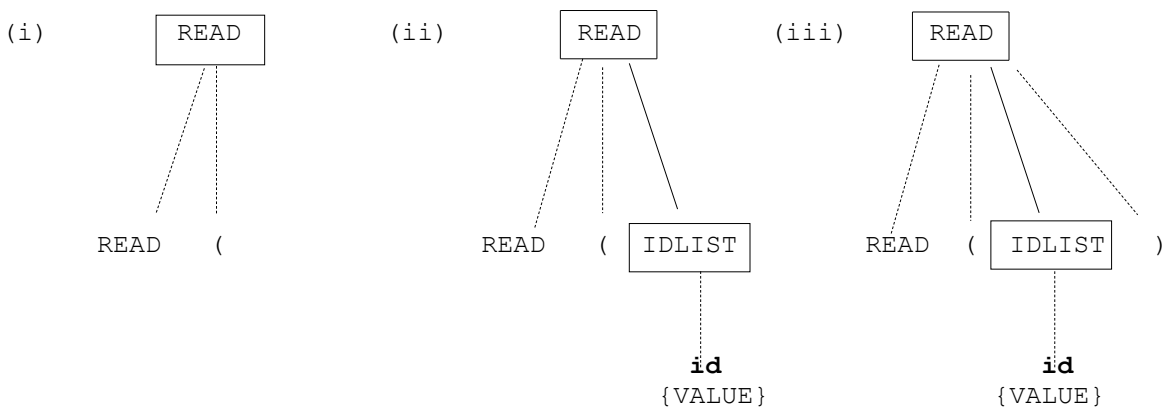 (i) READ (ii) READ (iii) READ
READ ( READ ( IDLIST READ ( IDLIST )
id id
{VALUE} {VALUE}